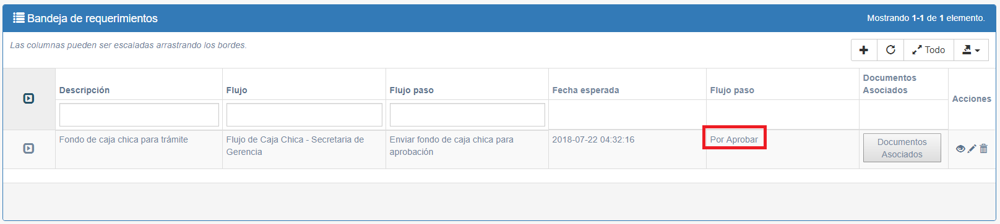 Bandeja de requerimientos
Mostrando 1-1 de 1 elemento.
Las columnas pueden ser escaladas arrastrando los bordes.
Todo
Descripción
Flujo
Flujo paso
Fecha esperada
Flujo paso
Documentos
Asociados
Acciones
Fondo de caja chica para trámite
Flujo de Caja Chica - Secretaria de
Gerencia
Enviar fondo de caja chica para
aprobación
2018-07-22 04:32:16
Por Aprobar
Documentos
Asociados